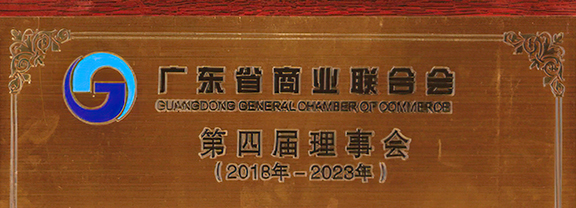 广东省商业联合会
GUANGDONG GENERAL CHAMBER OF COMMERCE
第四届理事会
(2018年-2023年)